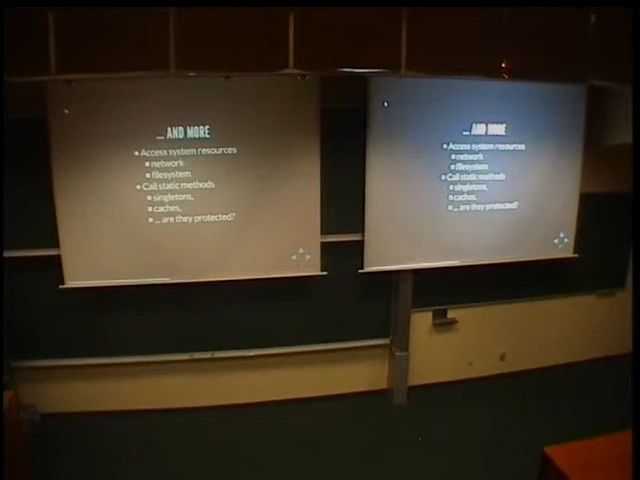 ... AND MORE
Access system resources
network
filesystem
Call static methods
singletons,
caches,
... are they protected?
... AND MORE
Access system resources
network
filesystem
Call static methods
singletons,
caches,
... are they protected?